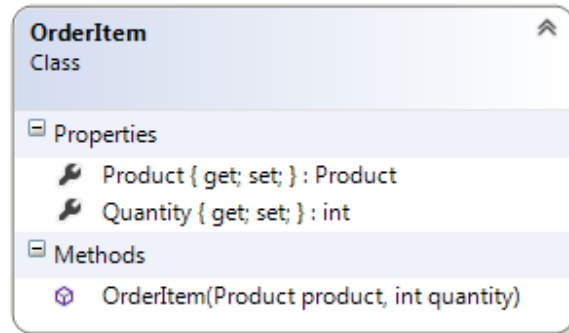 OrderItem
Class
Properties
Product { get; set; } : Product
Quantity { get; set; } : int
Methods
OrderItem(Product product, int quantity)